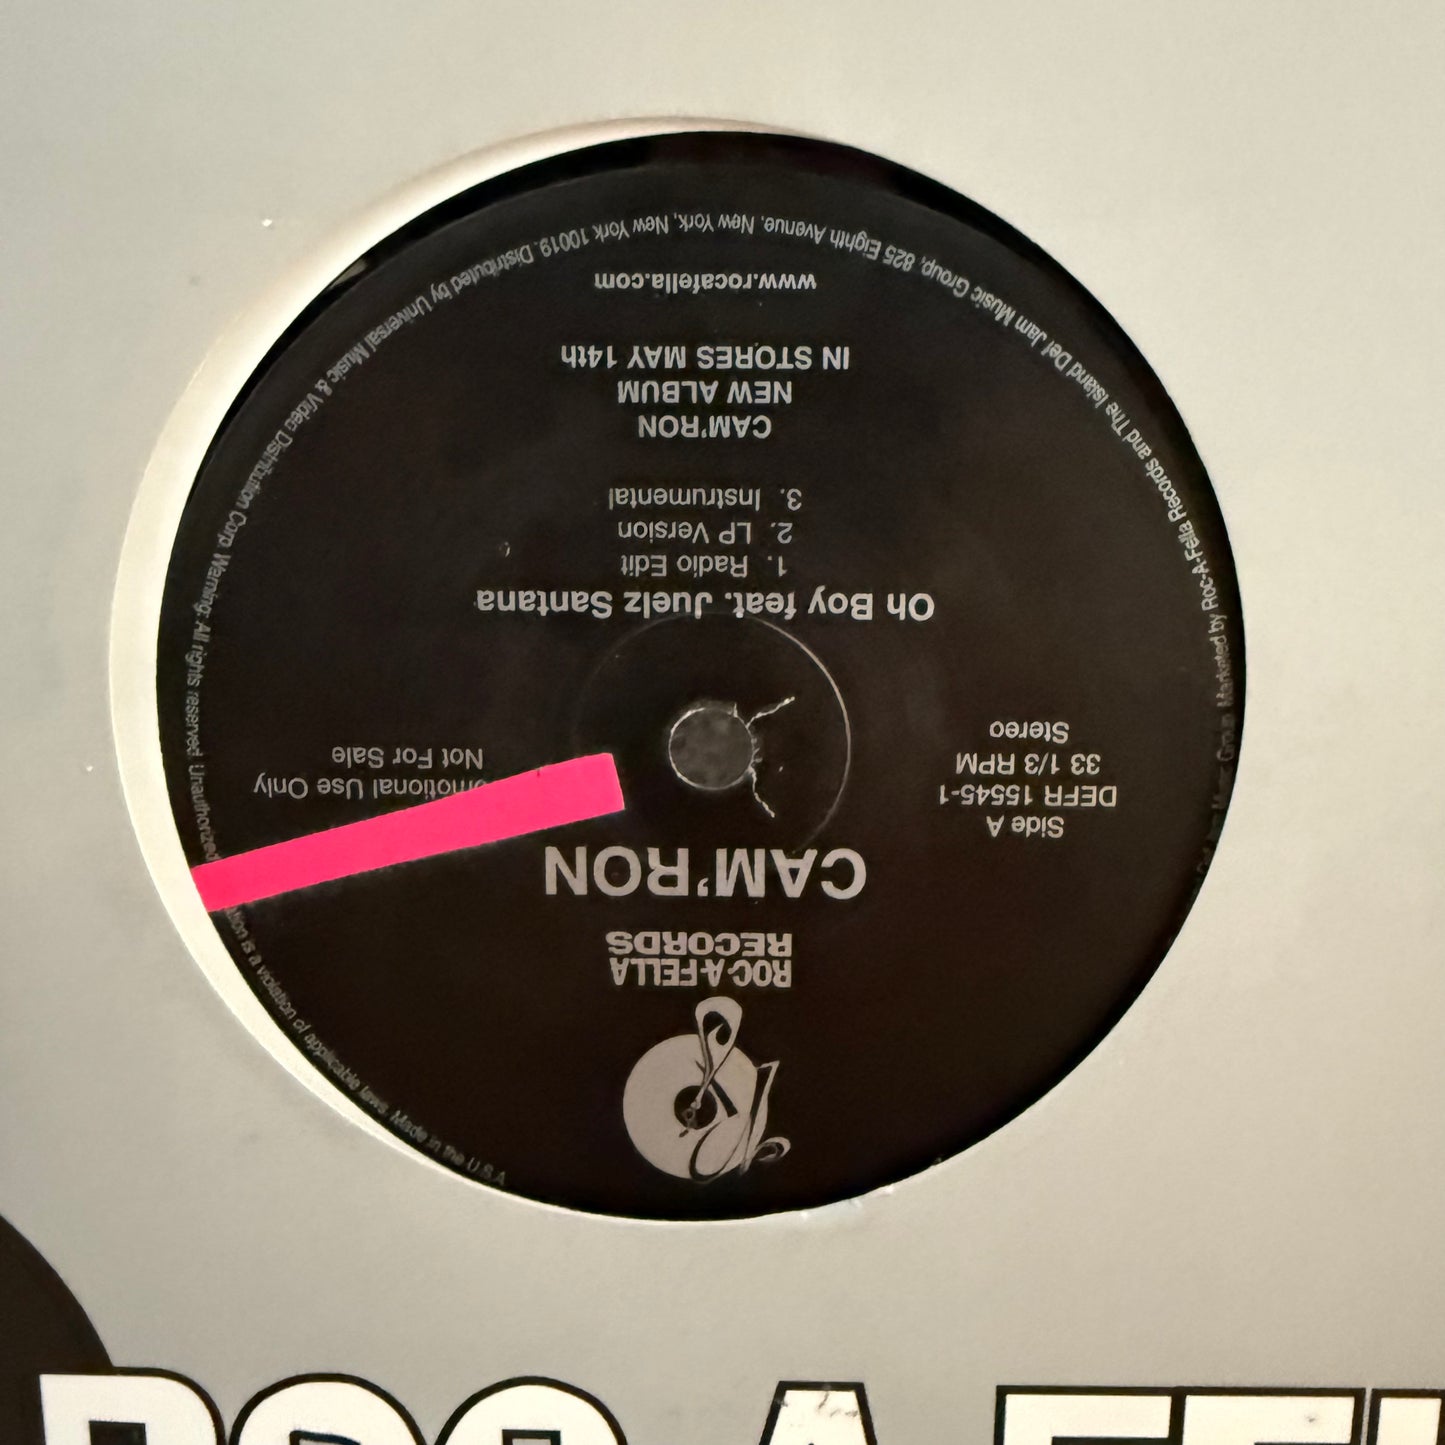 ROC-A-FELLA
RECORDS
CAM'RON
Side A
DEFR 15545-1
33 1/3 RPM
Stereo
Use Only
Not For Sale
Oh Boy feat. Juelz Santana
1. Radio Edit
2. LP Version
3. Instrumental
CAM'RON
NEW ALBUM
IN STORES MAY 14th
www.rocafella.com
Marketed by Roc-A-Fella Records and The Island Def Jam Music Group, 825 Eighth Avenue, New York, New York 10019. Distributed by Universal Music & Video Distribution Corp. Warning: All rights reserved. Unauthorized is a violation of applicable laws. Made in the U.S.A.
ROC-A-FELL